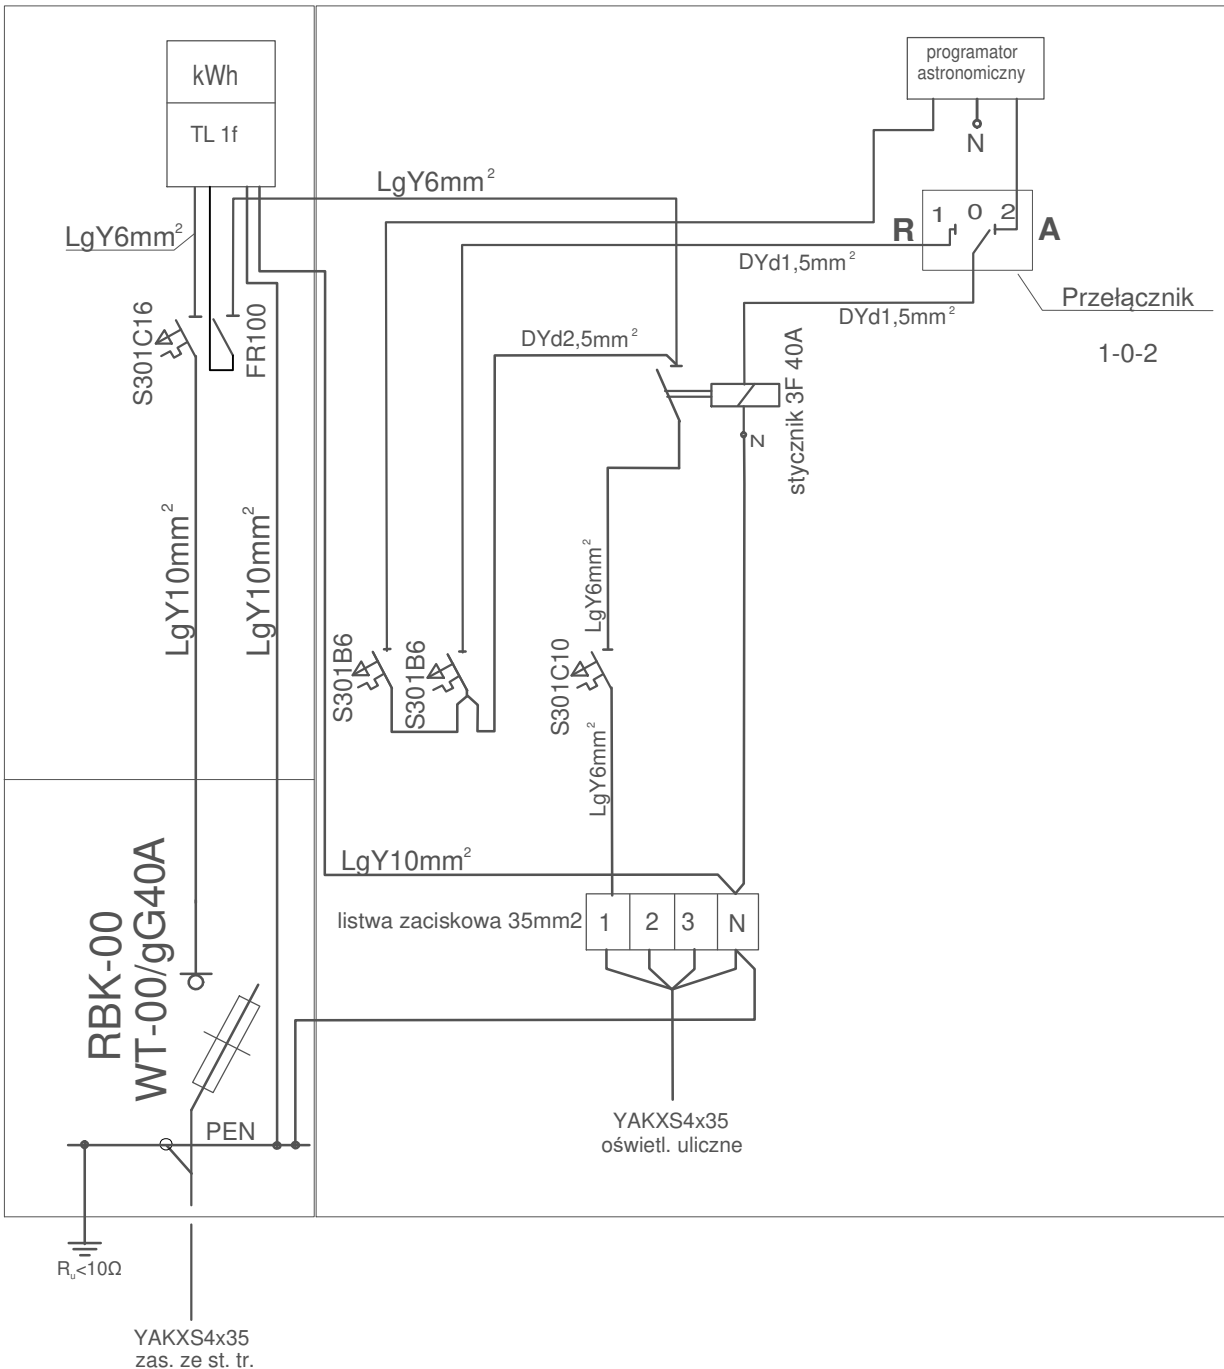 kWh
TL 1f
LgY6mm²
S301C16
FR100
LgY10mm²
LgY10mm²
RBK-00
WT-00/gG40A
PEN
Rᵤ<10Ω
YAKXS4x35
zas. ze st. tr.
programator
astronomiczny
N
LgY6mm²
R
1 0 2
A
DYd1,5mm²
Przełącznik
1-0-2
DYd1,5mm²
DYd2,5mm²
stycznik 3F 40A
N
LgY6mm²
S301B6
S301B6
S301C10
LgY6mm²
LgY10mm²
listwa zaciskowa 35mm2
1 2 3 N
YAKXS4x35
oświetl. uliczne